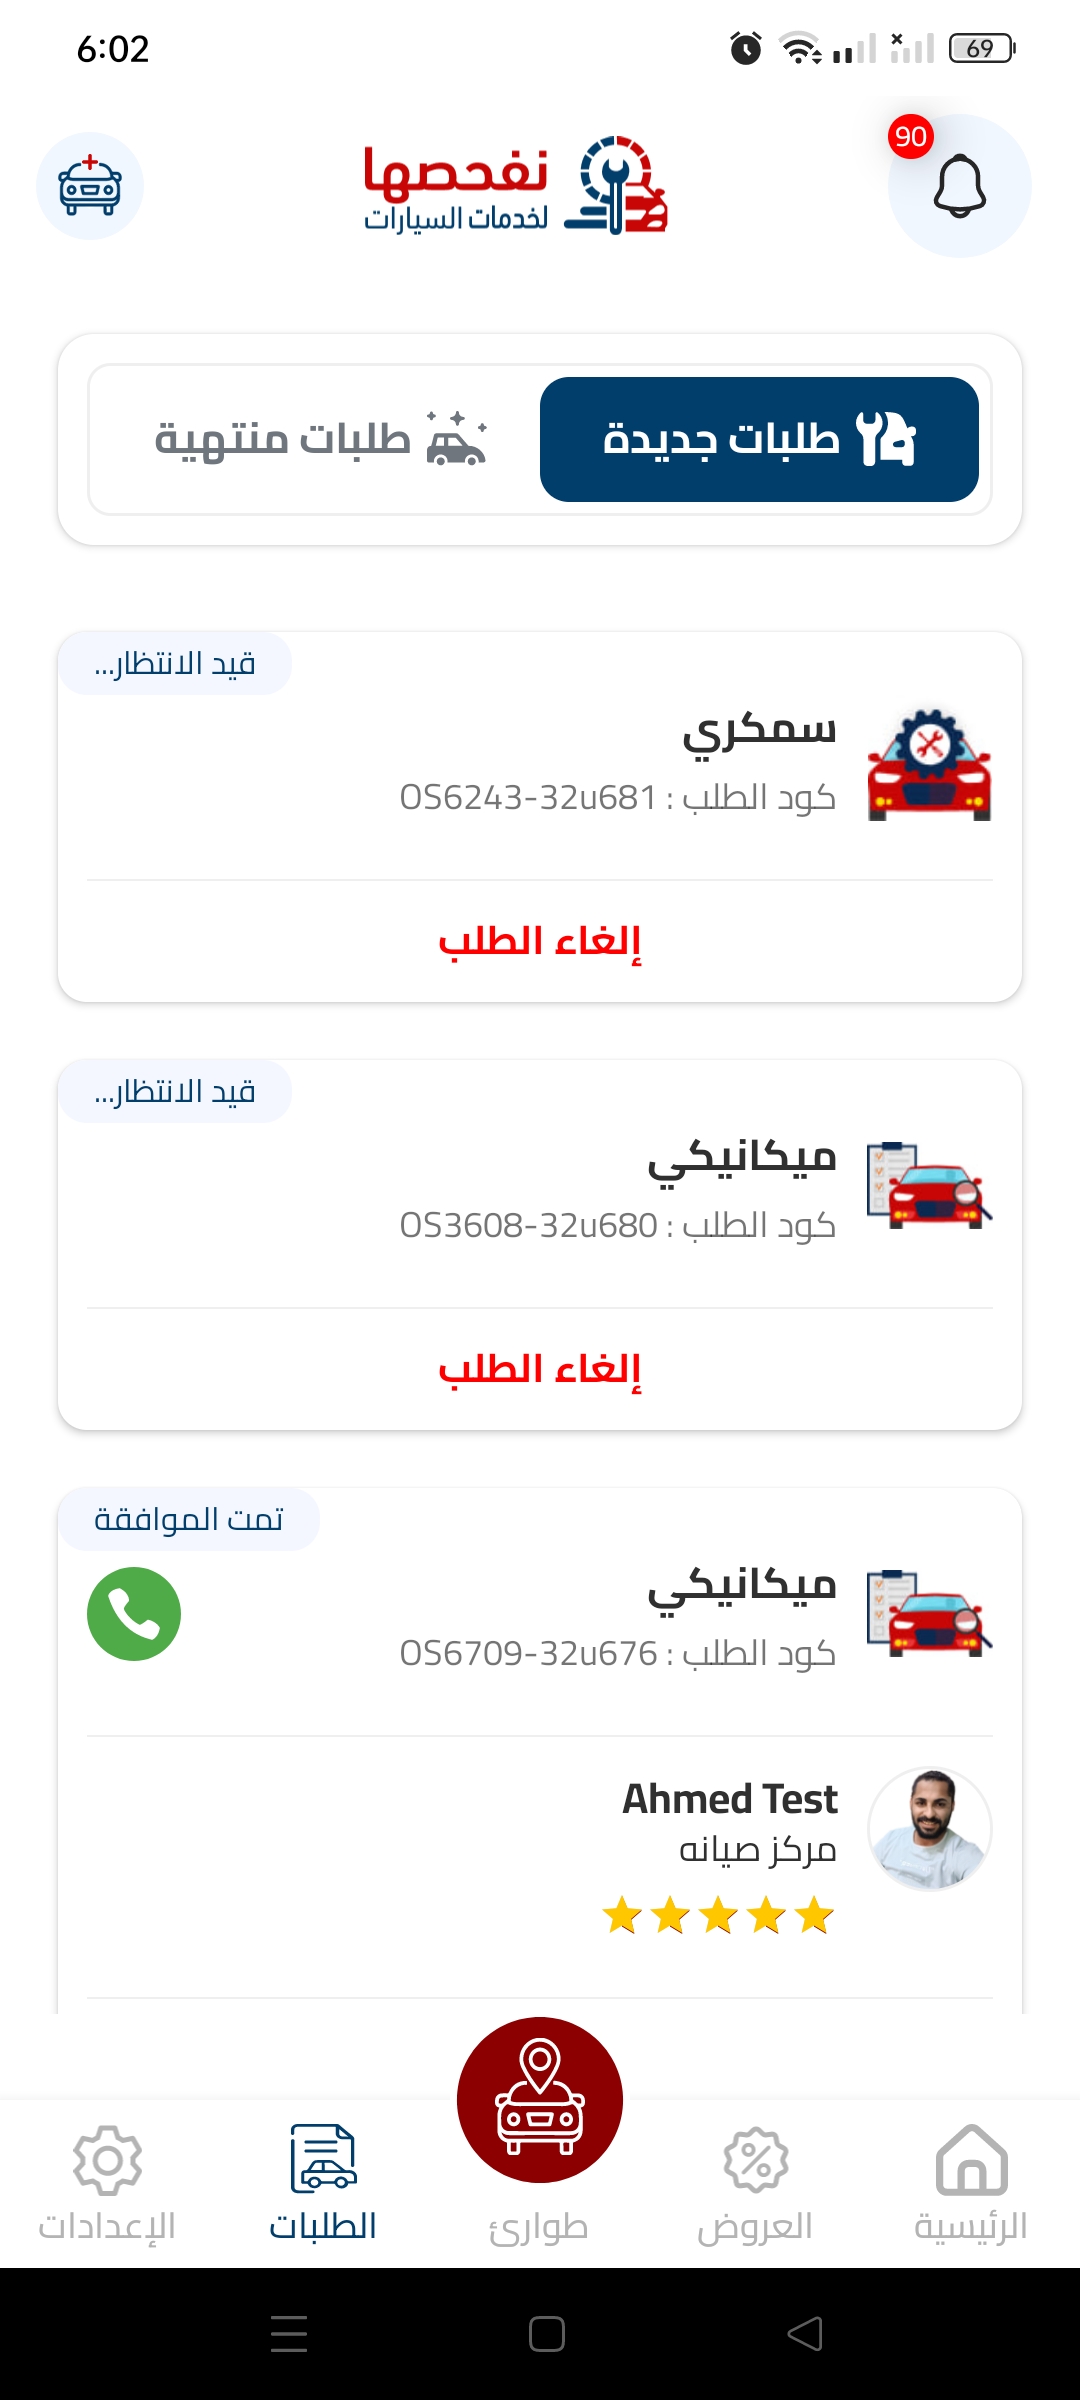 6:02
69
90
نفحصها
لخدمات السيارات
طلبات جديدة
طلبات منتهية
قيد الانتظار...
سمكري
كود الطلب : OS6243-32u681
إلغاء الطلب
قيد الانتظار...
ميكانيكي
كود الطلب : OS3608-32u680
إلغاء الطلب
تمت الموافقة
ميكانيكي
كود الطلب : OS6709-32u676
Ahmed Test
مركز صيانه
الرئيسية
العروض
طوارئ
الطلبات
الإعدادات